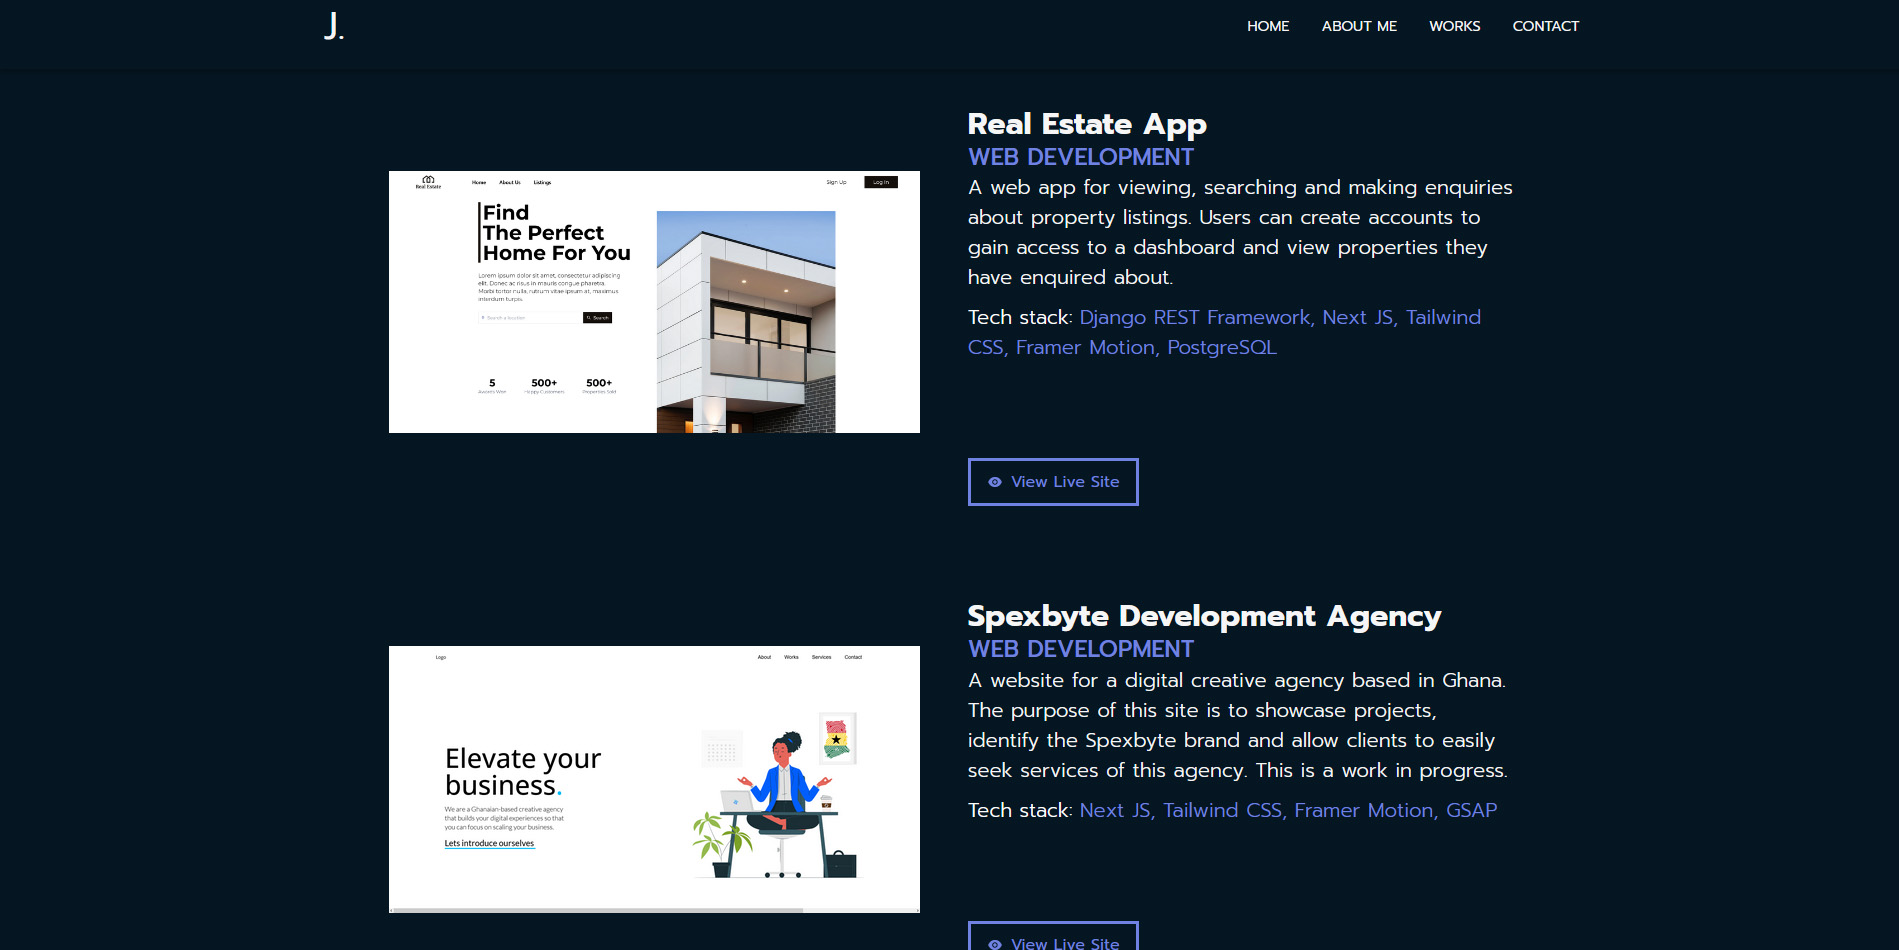 J.
HOME ABOUT ME WORKS CONTACT
Real Estate
Home About Us Listings
Sign Up Log In
Find
The Perfect
Home For You
Lorem ipsum dolor sit amet, consectetur adipiscing
elit. Donec ac risus in mauris congue pharetra.
Morbi tortor nulla, rutrum vitae ipsum at, maximus
interdum turpis.
Search a location Search
5 500+ 500+
Awards Won Happy Customers Properties Sold
Real Estate App
WEB DEVELOPMENT
A web app for viewing, searching and making enquiries
about property listings. Users can create accounts to
gain access to a dashboard and view properties they
have enquired about.
Tech stack: Django REST Framework, Next JS, Tailwind
CSS, Framer Motion, PostgreSQL
View Live Site
Logo
About Works Services Contact
Elevate your
business.
We are a Ghanaian-based creative agency
that builds your digital experiences so that
you can focus on scaling your business.
Lets introduce ourselves
Spexbyte Development Agency
WEB DEVELOPMENT
A website for a digital creative agency based in Ghana.
The purpose of this site is to showcase projects,
identify the Spexbyte brand and allow clients to easily
seek services of this agency. This is a work in progress.
Tech stack: Next JS, Tailwind CSS, Framer Motion, GSAP
View Live Site